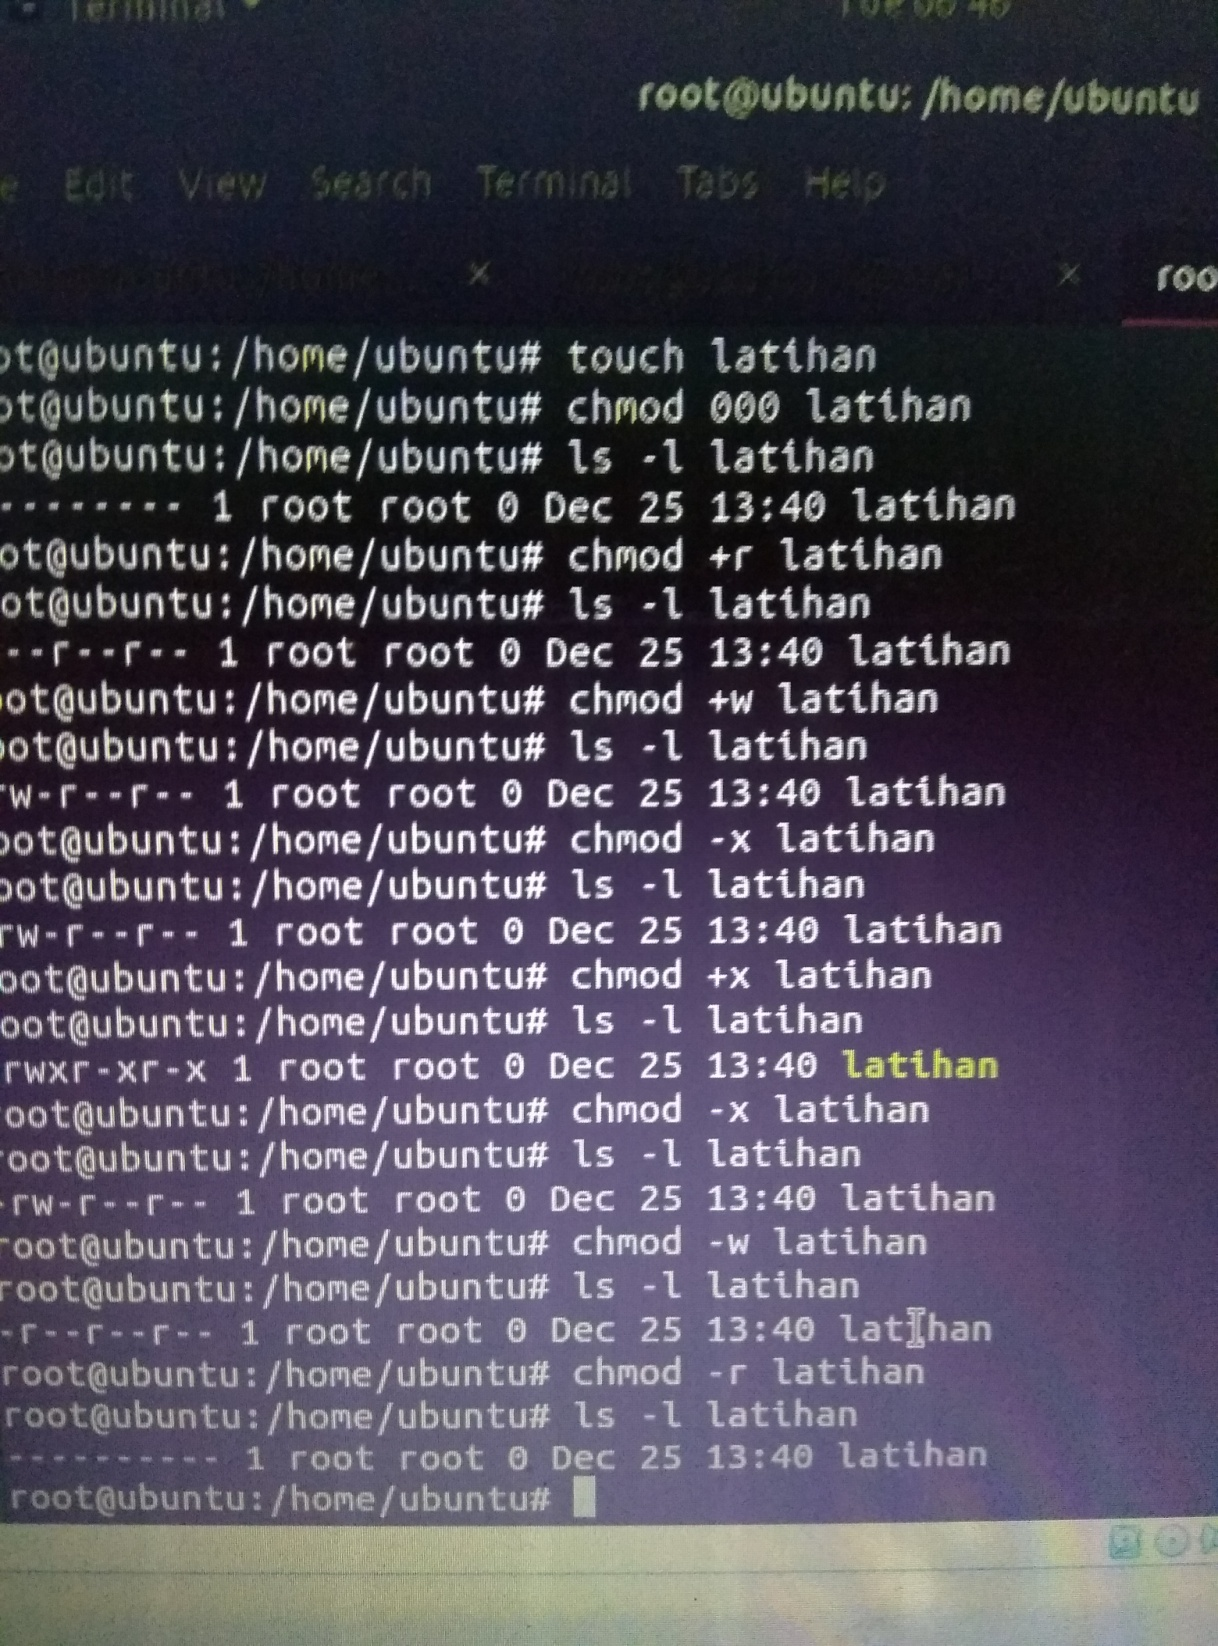 Terminal
root@ubuntu: /home/ubuntu
Edit View Search Terminal Tabs Help
× × roo
ot@ubuntu:/home/ubuntu# touch latihan
ot@ubuntu:/home/ubuntu# chmod 000 latihan
ot@ubuntu:/home/ubuntu# ls -l latihan
--------- 1 root root 0 Dec 25 13:40 latihan
ot@ubuntu:/home/ubuntu# chmod +r latihan
ot@ubuntu:/home/ubuntu# ls -l latihan
--r--r-- 1 root root 0 Dec 25 13:40 latihan
oot@ubuntu:/home/ubuntu# chmod +w latihan
oot@ubuntu:/home/ubuntu# ls -l latihan
rw-r--r-- 1 root root 0 Dec 25 13:40 latihan
oot@ubuntu:/home/ubuntu# chmod -x latihan
oot@ubuntu:/home/ubuntu# ls -l latihan
rw-r--r-- 1 root root 0 Dec 25 13:40 latihan
oot@ubuntu:/home/ubuntu# chmod +x latihan
oot@ubuntu:/home/ubuntu# ls -l latihan
rwxr-xr-x 1 root root 0 Dec 25 13:40 latihan
root@ubuntu:/home/ubuntu# chmod -x latihan
root@ubuntu:/home/ubuntu# ls -l latihan
-rw-r--r-- 1 root root 0 Dec 25 13:40 latihan
root@ubuntu:/home/ubuntu# chmod -w latihan
root@ubuntu:/home/ubuntu# ls -l latihan
-r--r--r-- 1 root root 0 Dec 25 13:40 latihan
root@ubuntu:/home/ubuntu# chmod -r latihan
root@ubuntu:/home/ubuntu# ls -l latihan
---------- 1 root root 0 Dec 25 13:40 latihan
root@ubuntu:/home/ubuntu#